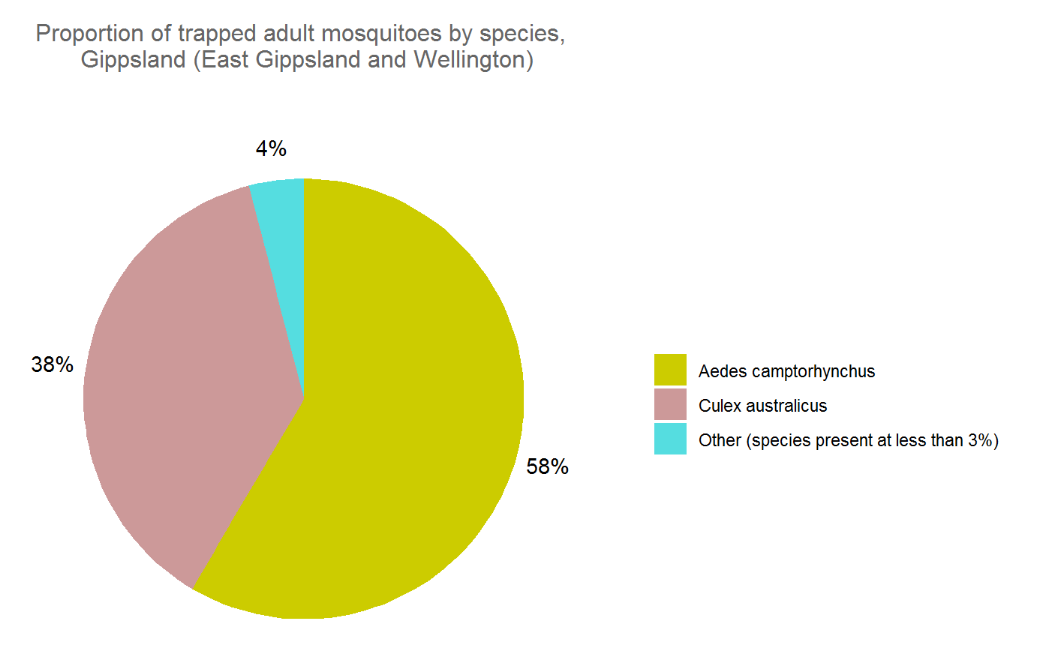 Proportion of trapped adult mosquitoes by species,
Gippsland (East Gippsland and Wellington)
4%
38%
58%
Aedes camptorhynchus
Culex australicus
Other (species present at less than 3%)